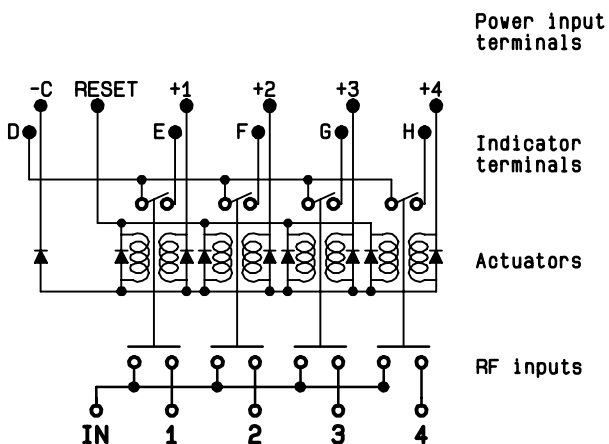 Power input
terminals
-C RESET +1 +2 +3 +4
D E F G H
Indicator
terminals
Actuators
RF inputs
IN 1 2 3 4